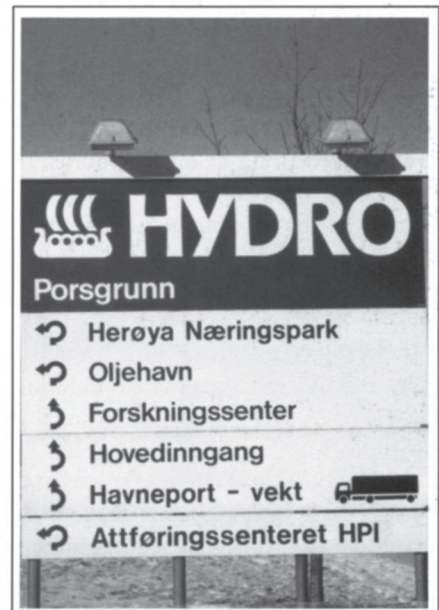 HYDRO
Porsgrunn
Herøya Næringspark
Oljehavn
Forskningssenter
Hovedinngang
Havneport - vekt
Attføringssenteret HPI